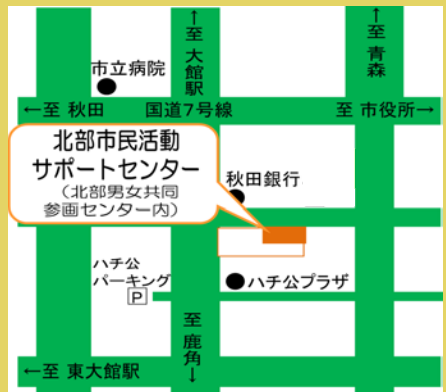 ↑至大館駅
↑至青森
市立病院
←至 秋田
国道7号線
至 市役所→
北部市民活動
サポートセンター
（北部男女共同
参画センター内）
秋田銀行
ハチ公
パーキング
P
ハチ公プラザ
至鹿角↓
←至 東大館駅